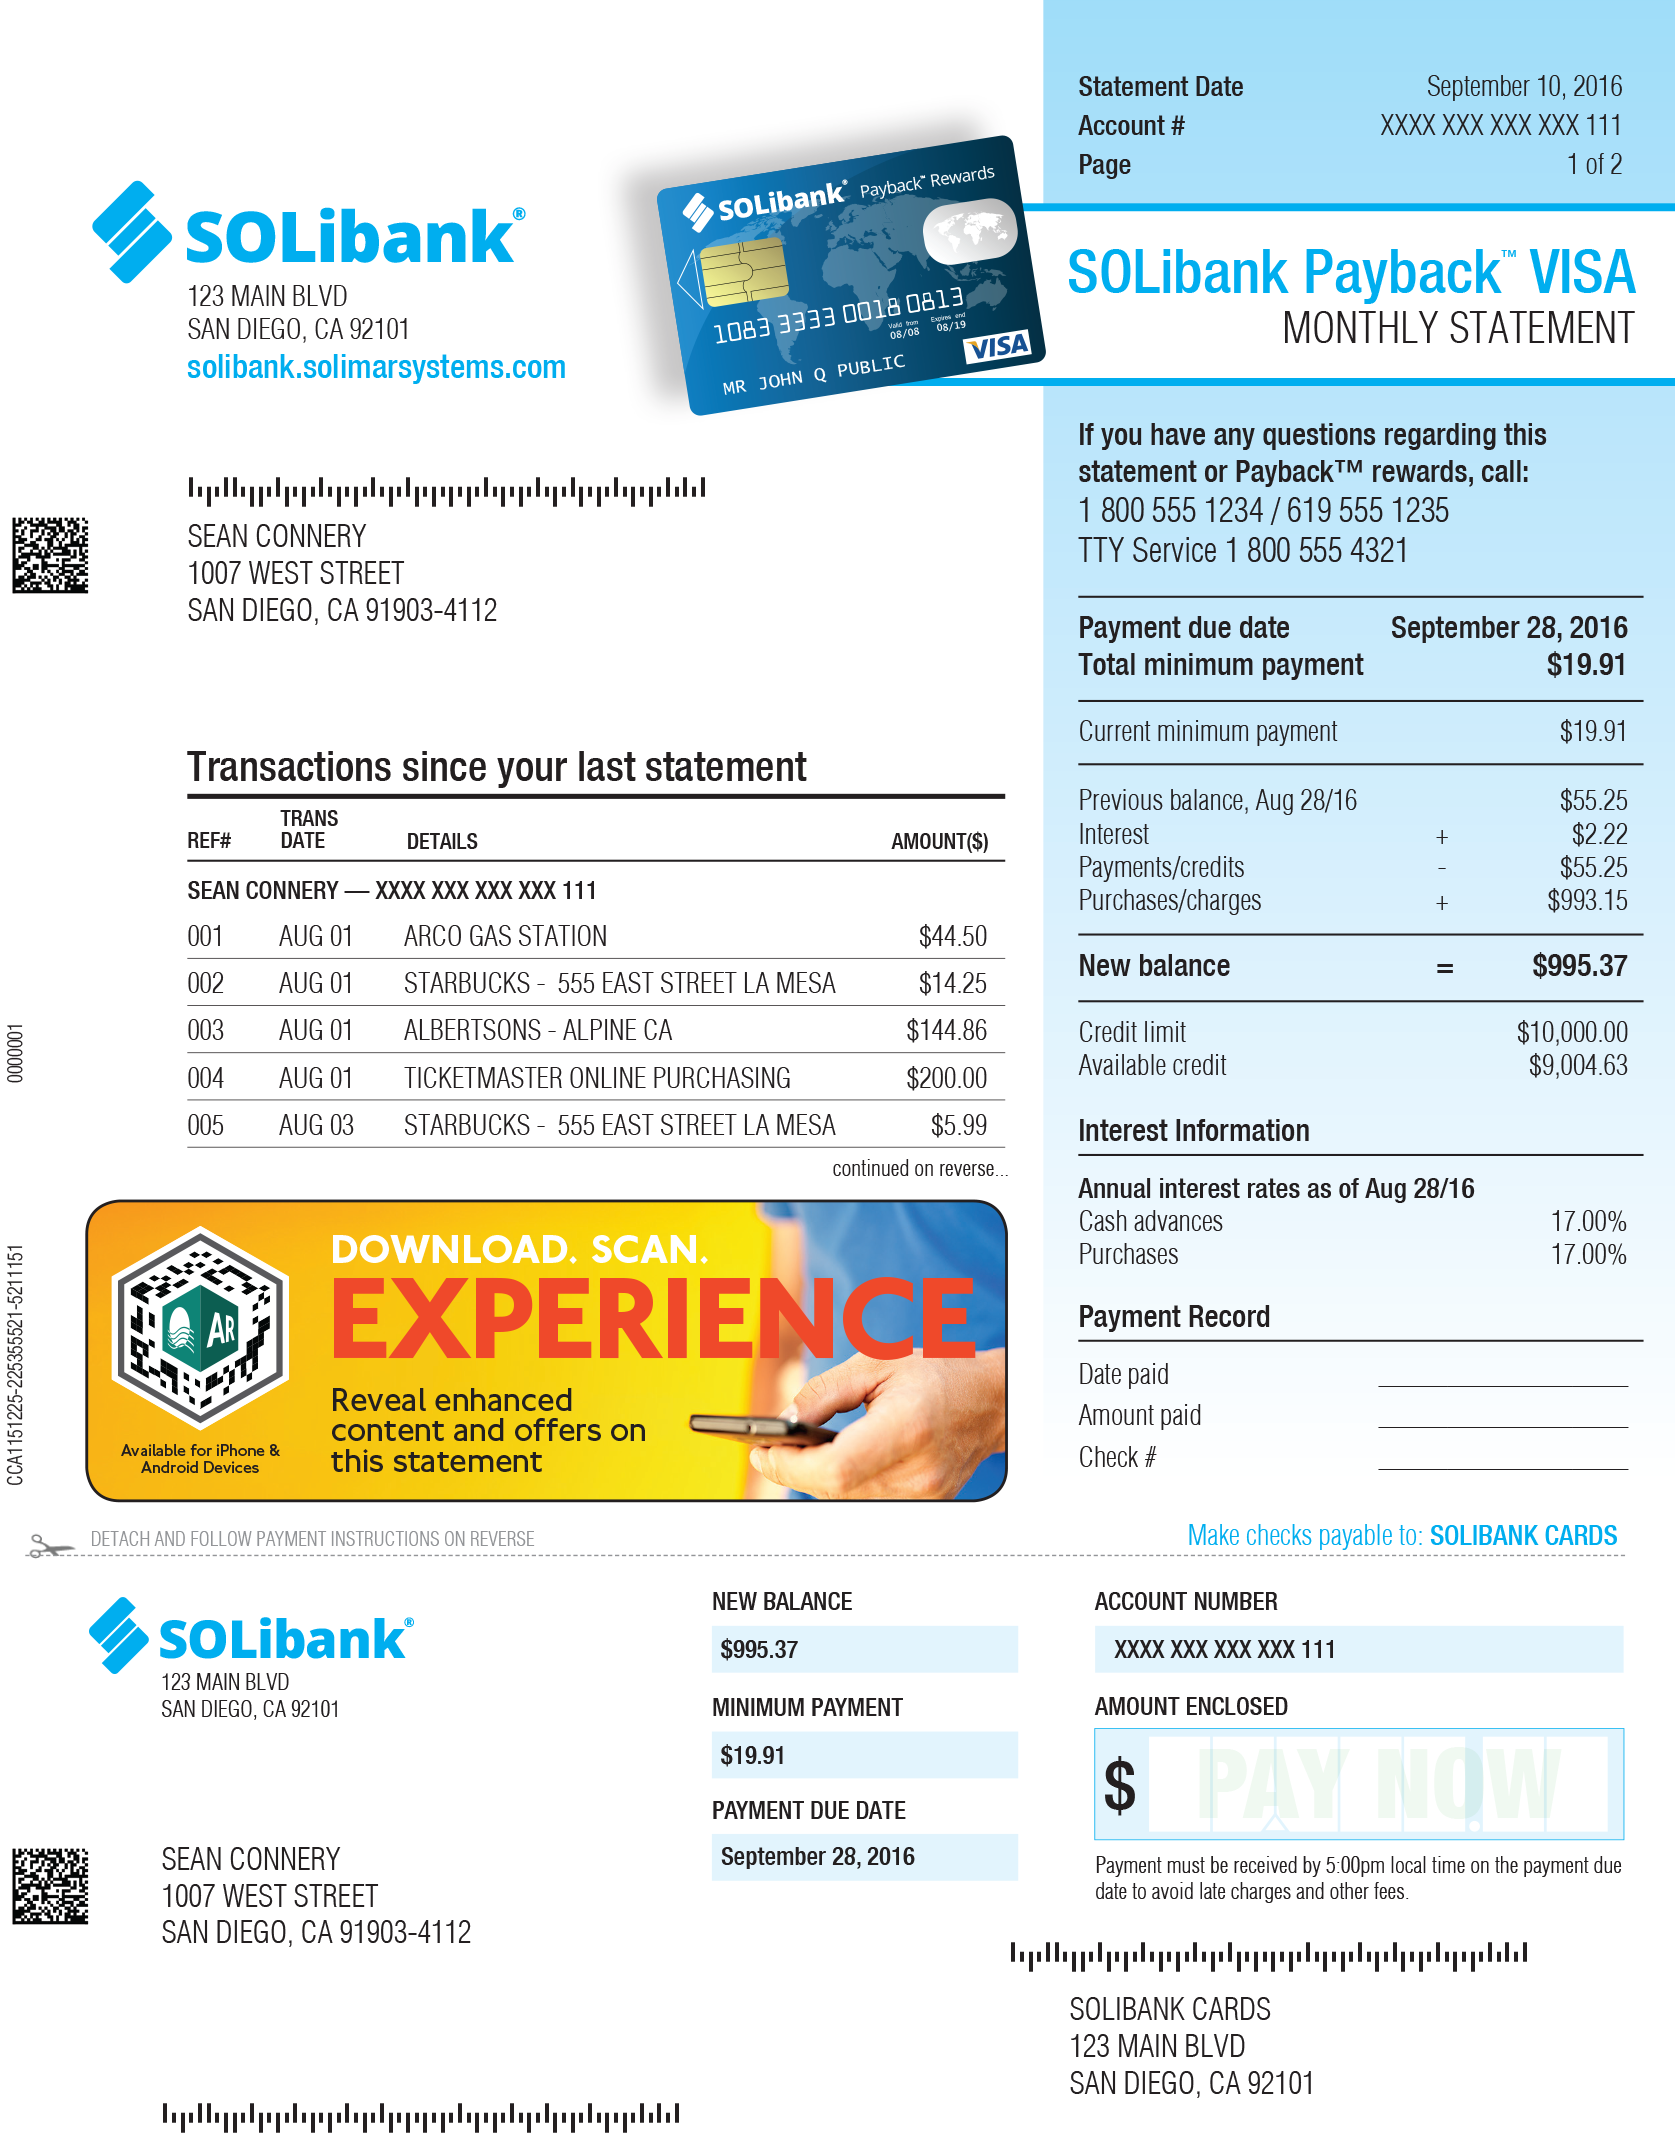 Statement Date September 10, 2016
Account # XXXX XXX XXX XXX 111
Page 1 of 2
SOLibank®
123 MAIN BLVD
SAN DIEGO, CA 92101
solibank.solimarsystems.com
SOLibank® Payback™ Rewards
1083 3333 0018 0813
Valid from 08/08 Expires end 08/19
MR JOHN Q PUBLIC
VISA
SOLibank Payback™ VISA
MONTHLY STATEMENT
If you have any questions regarding this
statement or Payback™ rewards, call:
1 800 555 1234 / 619 555 1235
TTY Service 1 800 555 4321
SEAN CONNERY
1007 WEST STREET
SAN DIEGO, CA 91903-4112
Payment due date September 28, 2016
Total minimum payment $19.91
Current minimum payment $19.91
Previous balance, Aug 28/16 $55.25
Interest + $2.22
Payments/credits - $55.25
Purchases/charges + $993.15
New balance = $995.37
Credit limit $10,000.00
Available credit $9,004.63
Interest Information
Annual interest rates as of Aug 28/16
Cash advances 17.00%
Purchases 17.00%
Payment Record
Date paid
Amount paid
Check #
Transactions since your last statement
REF# TRANS DATE DETAILS AMOUNT($)
SEAN CONNERY — XXXX XXX XXX XXX 111
001 AUG 01 ARCO GAS STATION $44.50
002 AUG 01 STARBUCKS - 555 EAST STREET LA MESA $14.25
003 AUG 01 ALBERTSONS - ALPINE CA $144.86
004 AUG 01 TICKETMASTER ONLINE PURCHASING $200.00
005 AUG 03 STARBUCKS - 555 EAST STREET LA MESA $5.99
continued on reverse...
0000001
CCA1151225-225355521-5211151
AR
Available for iPhone &
Android Devices
DOWNLOAD. SCAN.
EXPERIENCE
Reveal enhanced
content and offers on
this statement
DETACH AND FOLLOW PAYMENT INSTRUCTIONS ON REVERSE
Make checks payable to: SOLIBANK CARDS
SOLibank®
123 MAIN BLVD
SAN DIEGO, CA 92101
NEW BALANCE
$995.37
MINIMUM PAYMENT
$19.91
PAYMENT DUE DATE
September 28, 2016
ACCOUNT NUMBER
XXXX XXX XXX XXX 111
AMOUNT ENCLOSED
$ PAY NOW
Payment must be received by 5:00pm local time on the payment due
date to avoid late charges and other fees.
SEAN CONNERY
1007 WEST STREET
SAN DIEGO, CA 91903-4112
SOLIBANK CARDS
123 MAIN BLVD
SAN DIEGO, CA 92101